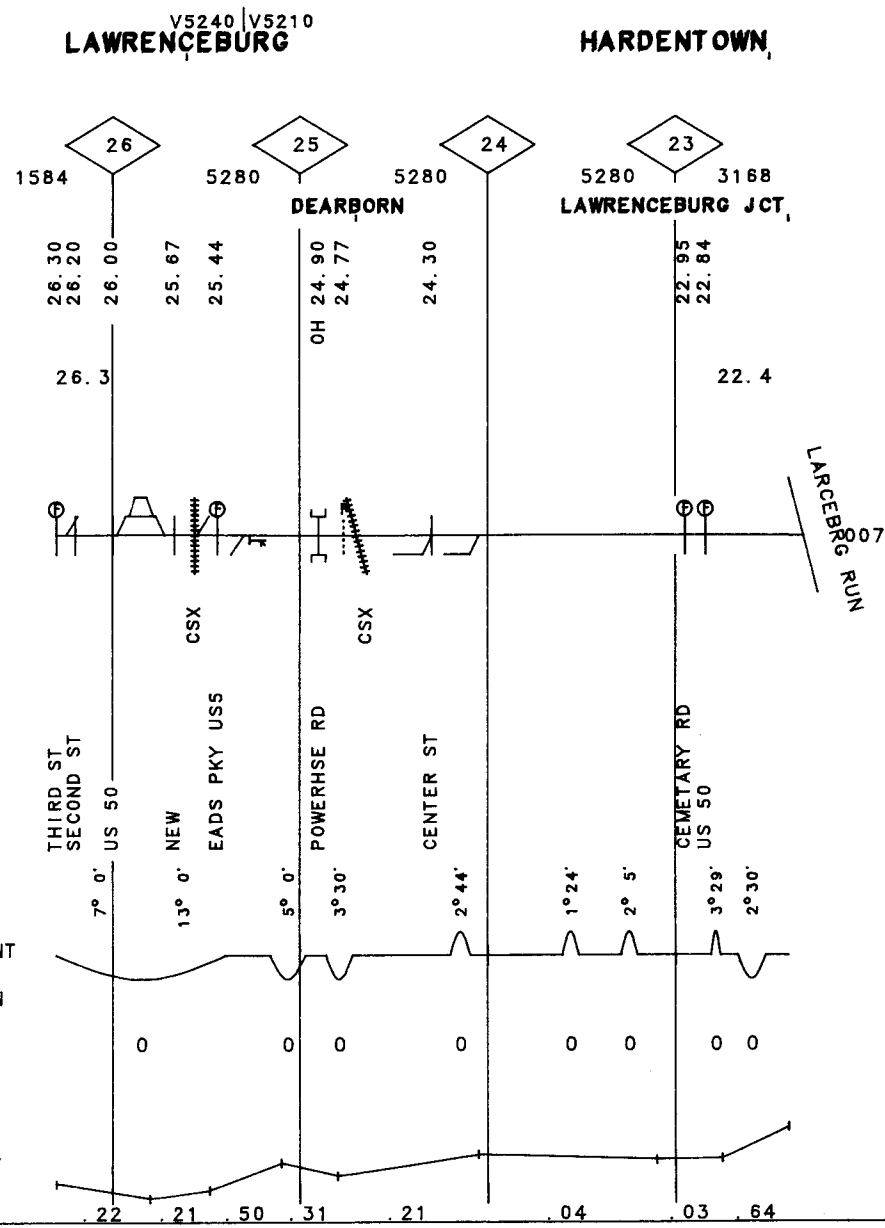 V5240|V5210
LAWRENCEBURG HARDENTOWN
26 25 24 23
1584 5280 5280 5280 3168
DEARBORN LAWRENCEBURG JCT
26.30
26.20
26.00
25.67
25.44
OH 24.90
24.77
24.30
22.95
22.84
26.3 22.4
F F F F
LARCEBRG RUN
007
CSX
CSX
THIRD ST
SECOND ST
US 50
NEW
EADS PKY US5
POWERHSE RD
CENTER ST
CEMETARY RD
US 50
7° 0'
13° 0'
5° 0'
3°30'
2°44'
1°24'
2° 5'
3°29'
2°30'
NT
N
0 0 0 0 0 0 0 0
.22 .21 .50 .31 .21 .04 .03 .64